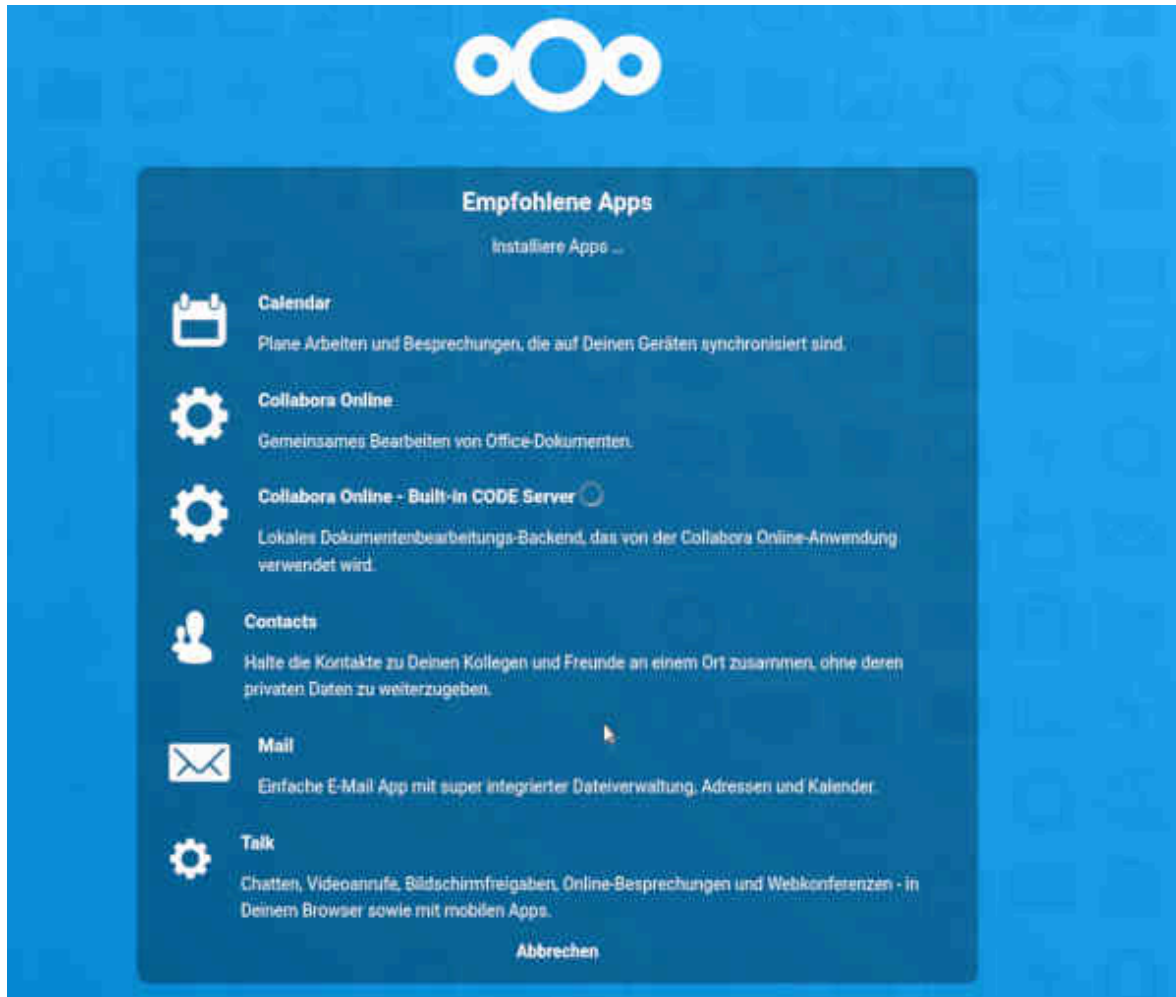 Empfohlene Apps
Installiere Apps ...
Calendar
Plane Arbeiten und Besprechungen, die auf Deinen Geräten synchronisiert sind.
Collabora Online
Gemeinsames Bearbeiten von Office-Dokumenten.
Collabora Online - Built-in CODE Server
Lokales Dokumentenbearbeitungs-Backend, das von der Collabora Online-Anwendung
verwendet wird.
Contacts
Halte die Kontakte zu Deinen Kollegen und Freunde an einem Ort zusammen, ohne deren
privaten Daten zu weiterzugeben.
Mail
Einfache E-Mail App mit super integrierter Dateiverwaltung, Adressen und Kalender.
Talk
Chatten, Videoanrufe, Bildschirmfreigaben, Online-Besprechungen und Webkonferenzen - in
Deinem Browser sowie mit mobilen Apps.
Abbrechen